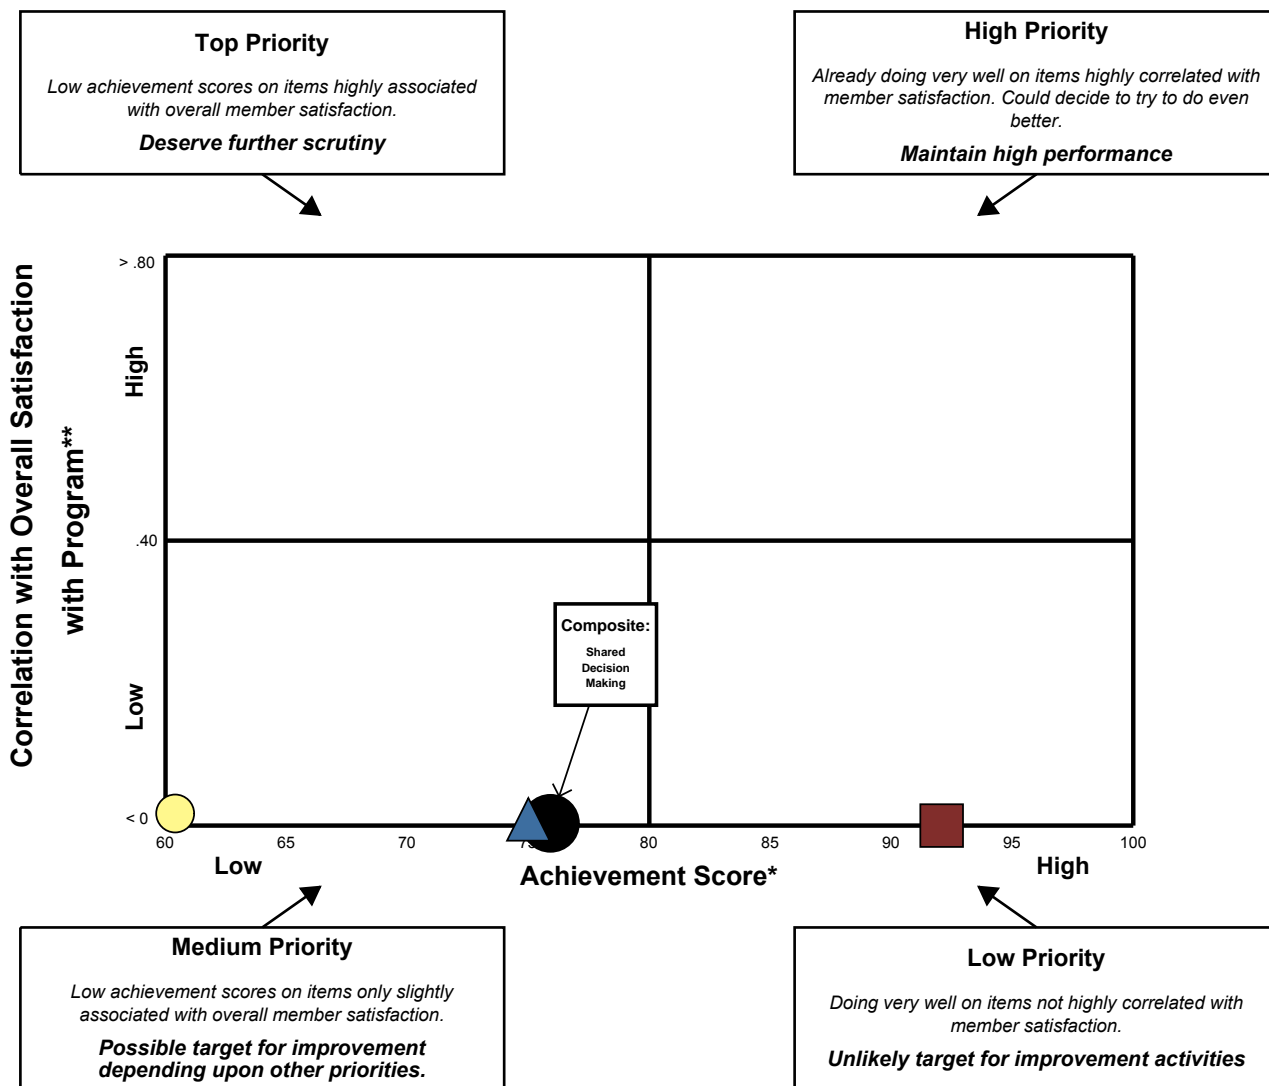 Top Priority
Low achievement scores on items highly associated
with overall member satisfaction.
Deserve further scrutiny
High Priority
Already doing very well on items highly correlated with
member satisfaction. Could decide to try to do even
better.
Maintain high performance
Correlation with Overall Satisfaction
with Program**
> .80
High
.40
Low
< 0
Composite:
Shared
Decision
Making
60
65
70
75
80
85
90
95
100
Low
Achievement Score*
High
Medium Priority
Low achievement scores on items only slightly
associated with overall member satisfaction.
Possible target for improvement
depending upon other priorities.
Low Priority
Doing very well on items not highly correlated with
member satisfaction.
Unlikely target for improvement activities